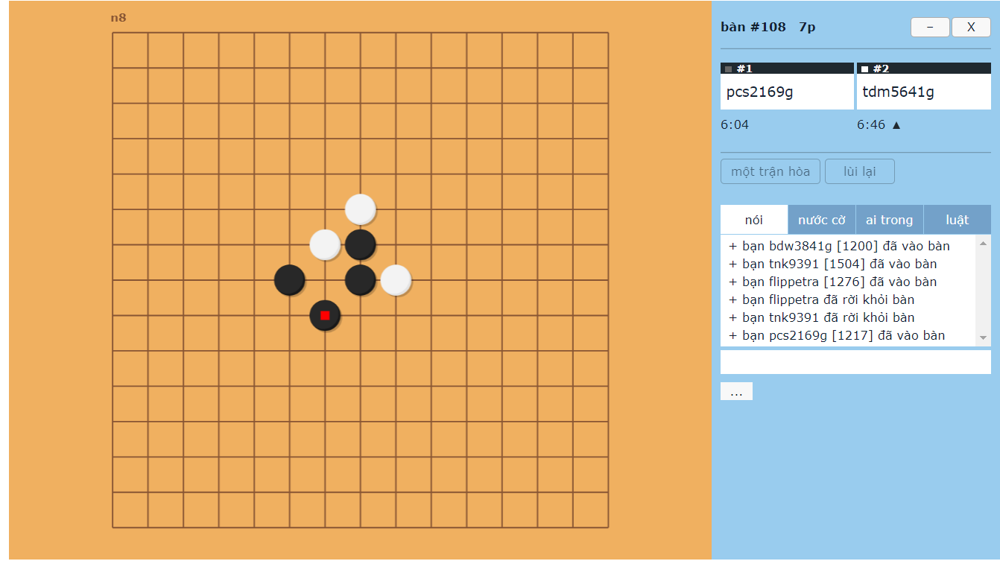 n8
bàn #108 7p
– X
#1 #2
pcs2169g tdm5641g
6:04 6:46 ▲
một trận hòa lùi lại
nói nước cờ ai trong luật
+ bạn bdw3841g [1200] đã vào bàn
+ bạn tnk9391 [1504] đã vào bàn
+ bạn flippetra [1276] đã vào bàn
+ bạn flippetra đã rời khỏi bàn
+ bạn tnk9391 đã rời khỏi bàn
+ bạn pcs2169g [1217] đã vào bàn
...